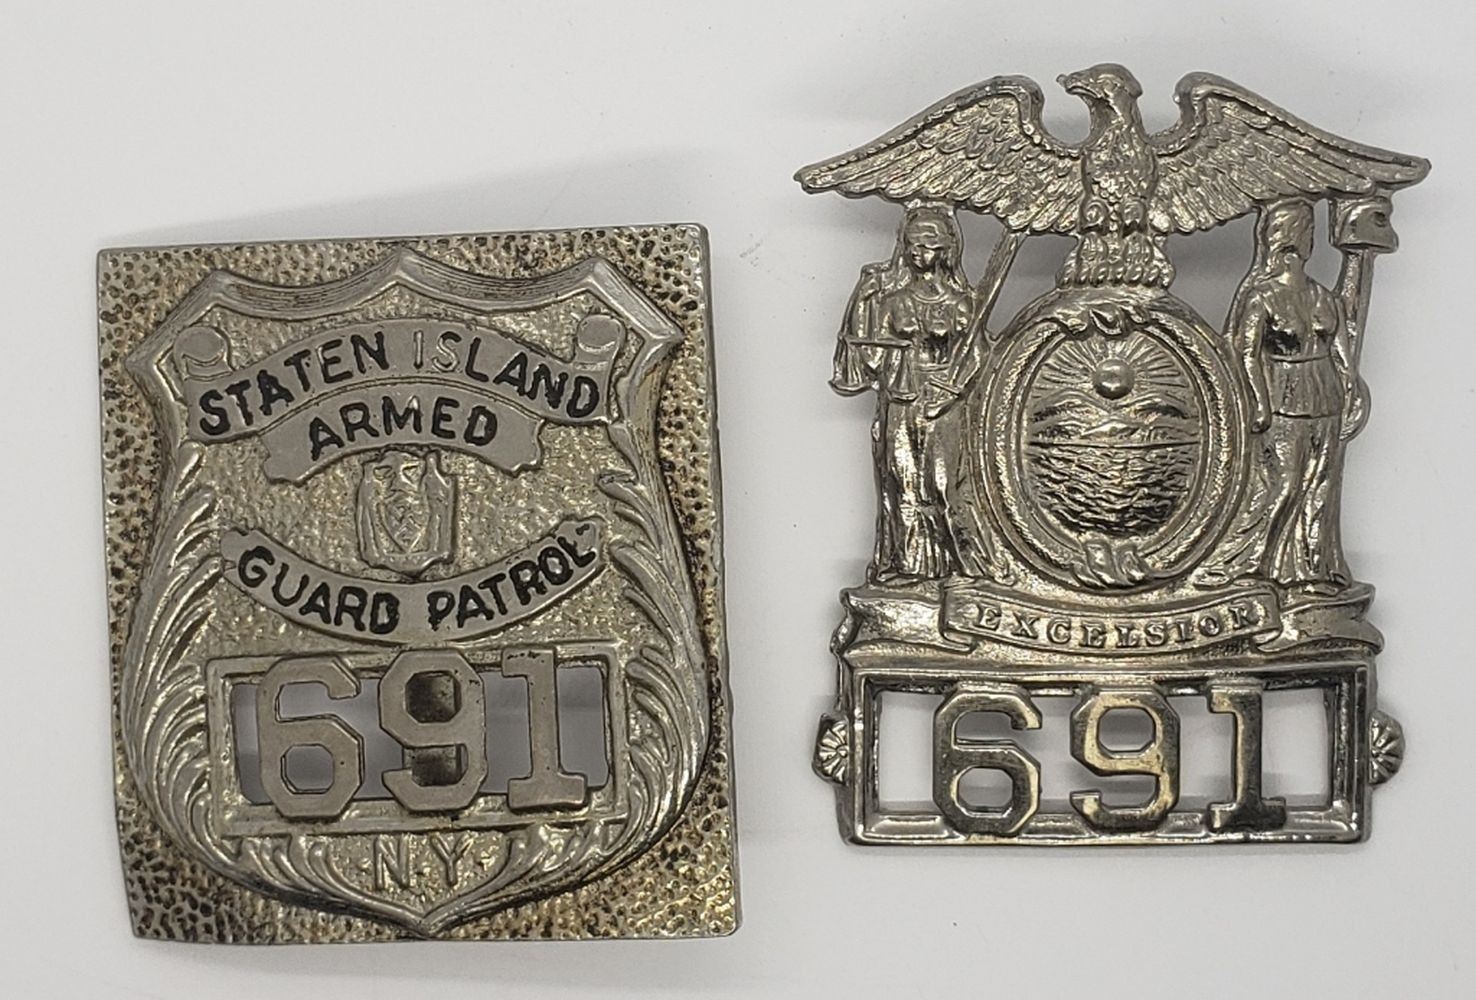 STATEN ISLAND
ARMED
GUARD PATROL
691
N.Y
EXCELSIOR
691